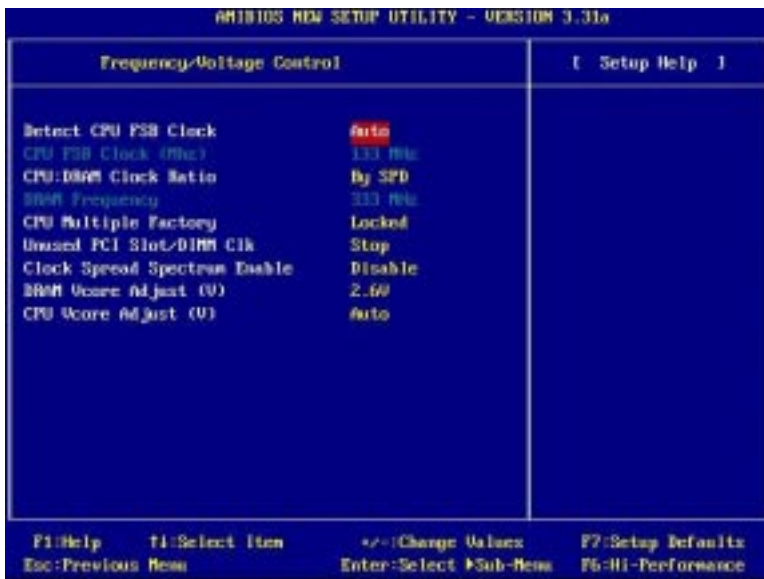 AMIBIOS NEW SETUP UTILITY - VERSION 3.31a
Frequency/Voltage Control
[ Setup Help ]
Detect CPU FSB Clock Auto
CPU FSB Clock (Mhz) 133 MHz
CPU:DRAM Clock Ratio By SPD
DRAM Frequency 333 MHz
CPU Multiple Factory Locked
Unused PCI Slot/DIMM Clk Stop
Clock Spread Spectrum Enable Disable
DRAM Vcore Adjust (V) 2.6V
CPU Vcore Adjust (V) Auto
F1:Help ↑↓:Select Item +/-:Change Values F7:Setup Defaults
Esc:Previous Menu Enter:Select ▶Sub-Menu F6:Hi-Performance